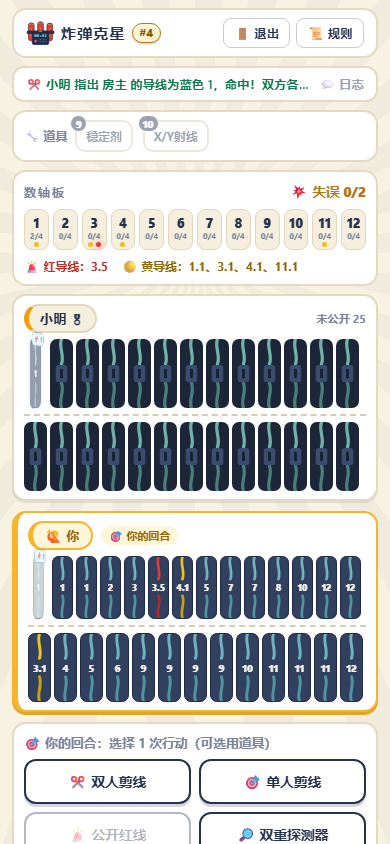 炸弹克星 #4 退出 规则
小明 指出 房主 的导线为蓝色 1，命中！双方各... 日志
道具 9 稳定剂 10 X/Y射线
数轴板 失误 0/2
1 2 3 4 5 6 7 8 9 10 11 12
2/4 0/4 0/4 0/4 0/4 0/4 0/4 0/4 0/4 0/4 0/4 0/4
红导线：3.5 黄导线：1.1、3.1、4.1、11.1
小明 未公开 25
1
你 你的回合
1 1 1 2 3 3.5 4.1 5 7 7 8 10 12 12
3.1 4 5 6 9 9 9 9 10 11 11 11 12
你的回合：选择 1 次行动（可选用道具）
双人剪线 单人剪线
公开红线 双重探测器